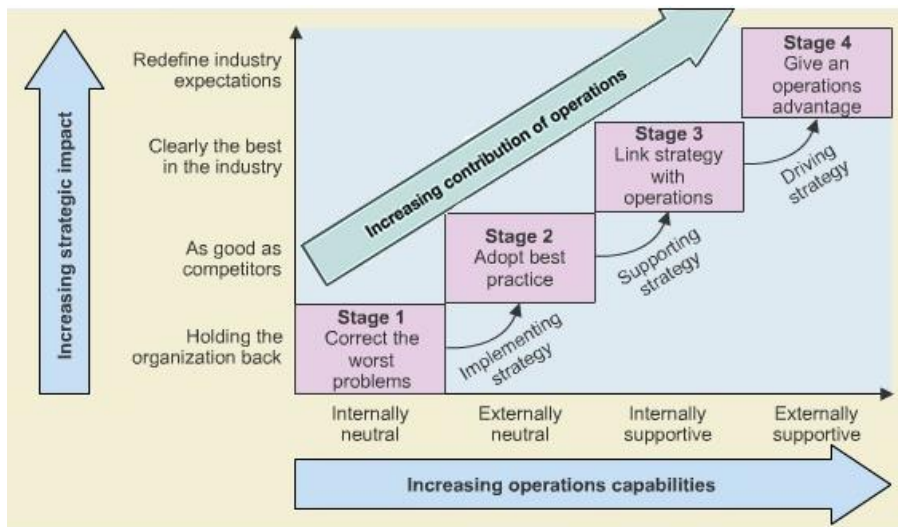 Increasing strategic impact
Redefine industry
expectations
Clearly the best
in the industry
As good as
competitors
Holding the
organization back
Increasing contribution of operations
Stage 4
Give an
operations
advantage
Stage 3
Link strategy
with
operations
Driving
strategy
Stage 2
Adopt best
practice
Supporting
strategy
Stage 1
Correct the
worst
problems
Implementing
strategy
Internally
neutral
Externally
neutral
Internally
supportive
Externally
supportive
Increasing operations capabilities